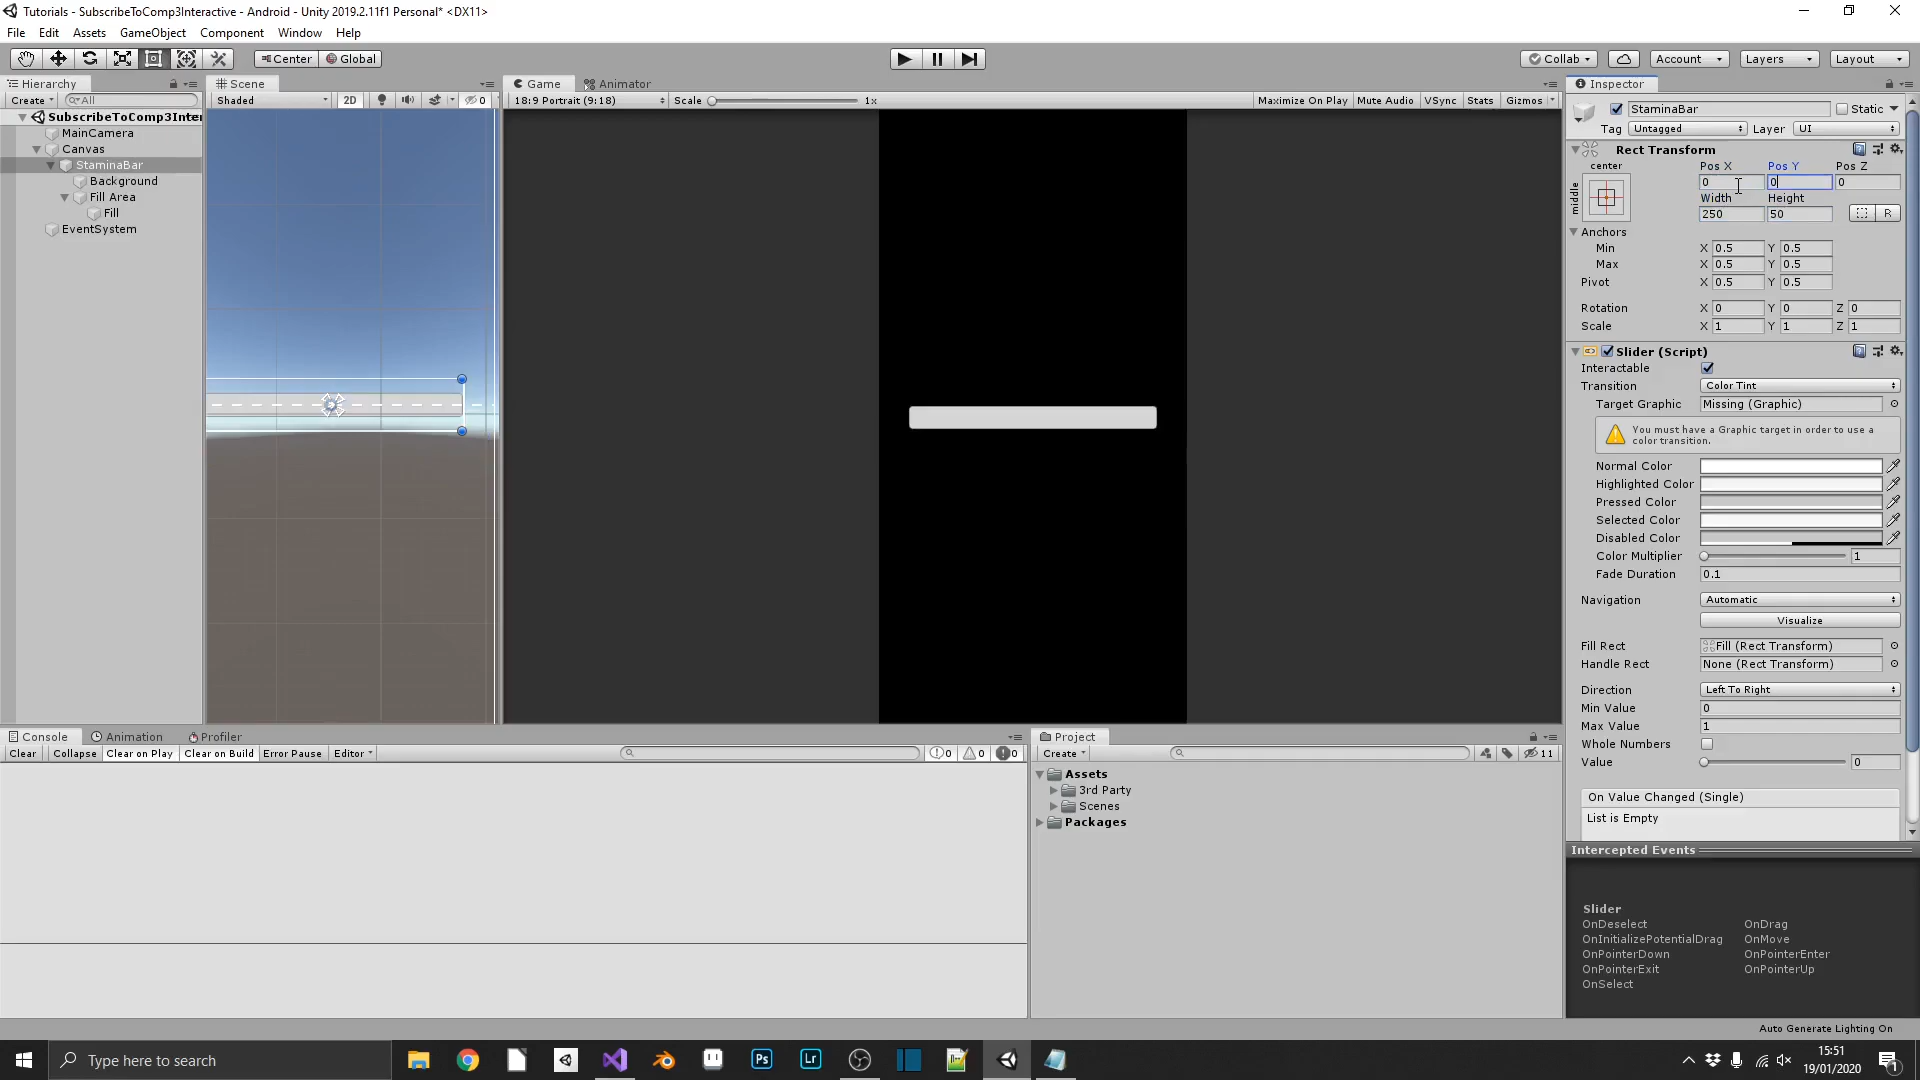 Tutorials - SubscribeToComp3Interactive - Android - Unity 2019.2.11f1 Personal* <DX11>
File Edit Assets GameObject Component Window Help
Center Global Collab Account Layers Layout
Hierarchy
Create All
SubscribeToComp3Inter
MainCamera
Canvas
StaminaBar
Background
Fill Area
Fill
EventSystem
Scene
Shaded 2D 0
Game Animator
18:9 Portrait (9:18) Scale 1x Maximize On Play Mute Audio VSync Stats Gizmos
Inspector
StaminaBar Static
Tag Untagged Layer UI
Rect Transform
center Pos X Pos Y Pos Z
middle
0 0 0
Width Height
250 50 R
Anchors
Min X 0.5 Y 0.5
Max X 0.5 Y 0.5
Pivot X 0.5 Y 0.5
Rotation X 0 Y 0 Z 0
Scale X 1 Y 1 Z 1
Slider (Script)
Interactable
Transition Color Tint
Target Graphic Missing (Graphic)
You must have a Graphic target in order to use a
color transition.
Normal Color
Highlighted Color
Pressed Color
Selected Color
Disabled Color
Color Multiplier 1
Fade Duration 0.1
Navigation Automatic
Visualize
Fill Rect Fill (Rect Transform)
Handle Rect None (Rect Transform)
Direction Left To Right
Min Value 0
Max Value 1
Whole Numbers
Value 0
On Value Changed (Single)
List is Empty
Intercepted Events
Slider
OnDeselect OnDrag
OnInitializePotentialDrag OnMove
OnPointerDown OnPointerEnter
OnPointerExit OnPointerUp
OnSelect
Console Animation Profiler
Clear Collapse Clear on Play Clear on Build Error Pause Editor 0 0 0
Project
Create 11
Assets
3rd Party
Scenes
Packages
Auto Generate Lighting On
Type here to search
Ps
Lr
15:51
19/01/2020
1